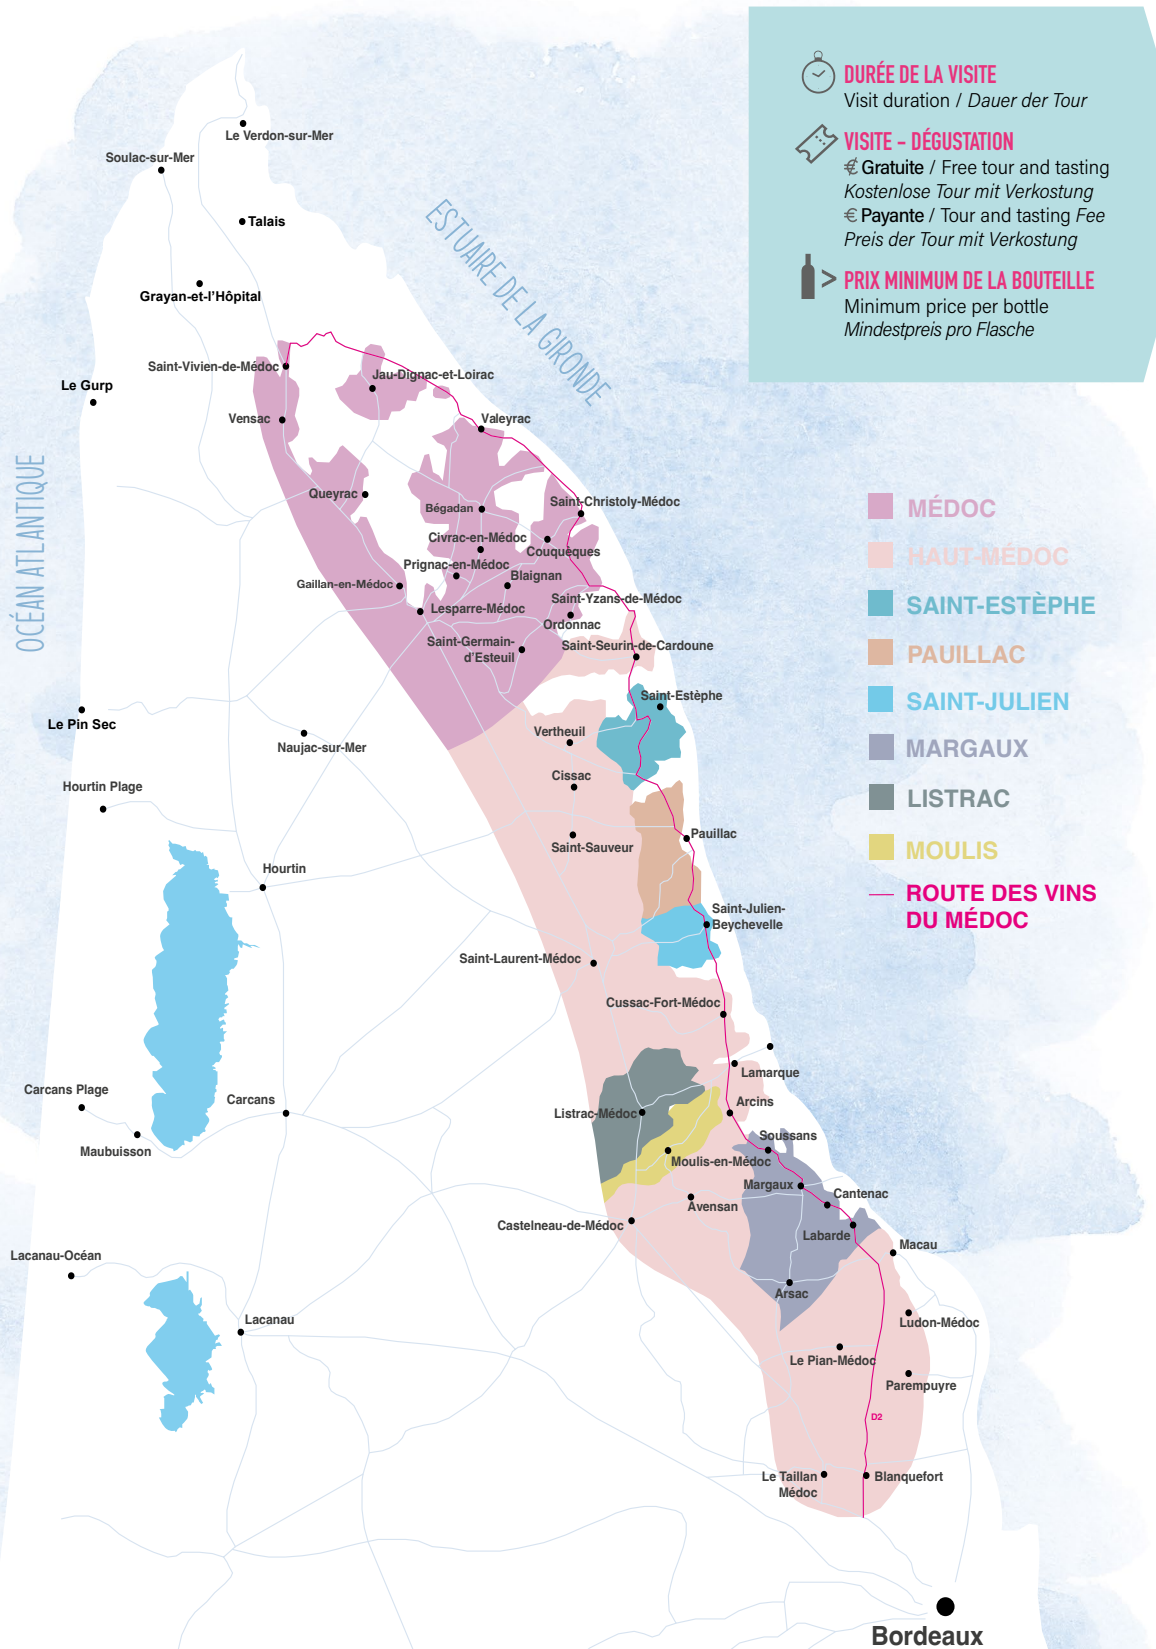 DURÉE DE LA VISITE
Visit duration / Dauer der Tour
VISITE - DÉGUSTATION
€ Gratuite / Free tour and tasting
Kostenlose Tour mit Verkostung
€ Payante / Tour and tasting Fee
Preis der Tour mit Verkostung
> PRIX MINIMUM DE LA BOUTEILLE
Minimum price per bottle
Mindestpreis pro Flasche
Le Verdon-sur-Mer
Soulac-sur-Mer
Talais
Grayan-et-l'Hôpital
ESTUAIRE DE LA GIRONDE
Saint-Vivien-de-Médoc
Jau-Dignac-et-Loirac
Le Gurp
Vensac
Valeyrac
OCÉAN ATLANTIQUE
Queyrac
Bégadan
Saint-Christoly-Médoc
Civrac-en-Médoc
Couquèques
Prignac-en-Médoc
Gaillan-en-Médoc
Blaignan
Saint-Yzans-de-Médoc
Lesparre-Médoc
Ordonnac
Saint-Germain-
d'Esteuil
Saint-Seurin-de-Cardoune
Saint-Estèphe
Le Pin Sec
Vertheuil
Naujac-sur-Mer
Cissac
Hourtin Plage
Pauillac
Saint-Sauveur
Hourtin
Saint-Julien-
Beychevelle
Saint-Laurent-Médoc
Cussac-Fort-Médoc
Lamarque
Carcans Plage
Carcans
Arcins
Listrac-Médoc
Maubuisson
Soussans
Moulis-en-Médoc
Margaux
Cantenac
Avensan
Castelneau-de-Médoc
Labarde
Macau
Lacanau-Océan
Arsac
Lacanau
Ludon-Médoc
Le Pian-Médoc
Parempuyre
D2
Le Taillan
Médoc
Blanquefort
Bordeaux
MÉDOC
HAUT-MÉDOC
SAINT-ESTÈPHE
PAUILLAC
SAINT-JULIEN
MARGAUX
LISTRAC
MOULIS
ROUTE DES VINS
DU MÉDOC